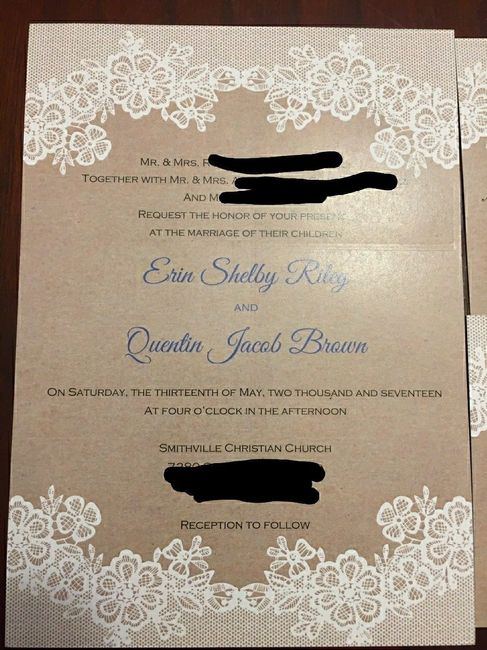 Mr. & Mrs.
Together with Mr. & Mrs.
And
Request the honor of your presence
at the marriage of their children
Erin Shelby Riley
and
Quentin Jacob Brown
On Saturday, the thirteenth of May, two thousand and seventeen
At four o'clock in the afternoon
Smithville Christian Church
Reception to follow